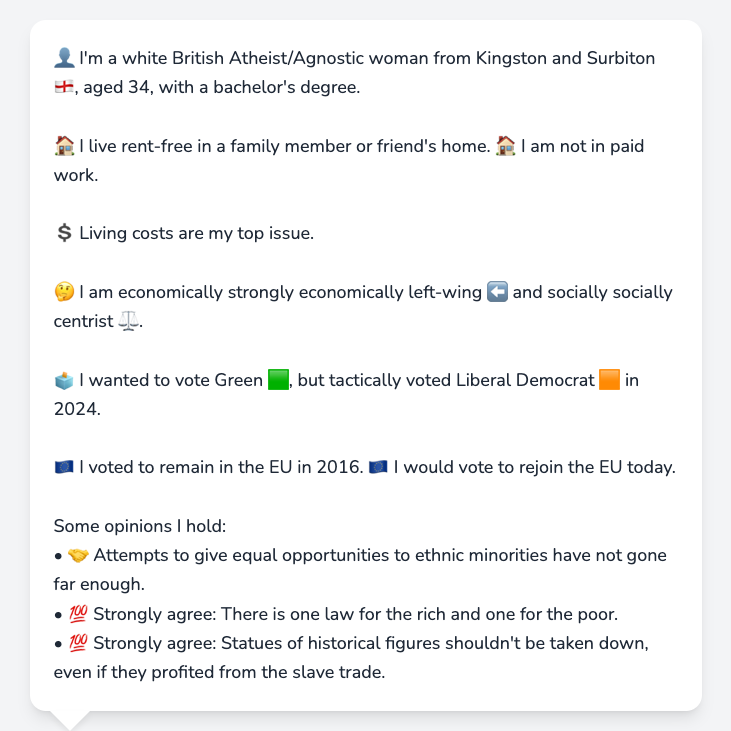 👤 I'm a white British Atheist/Agnostic woman from Kingston and Surbiton
🏴󠁧󠁢󠁥󠁮󠁧󠁿, aged 34, with a bachelor's degree.
🏠 I live rent-free in a family member or friend's home. 🏠 I am not in paid
work.
💲 Living costs are my top issue.
🤔 I am economically strongly economically left-wing ⬅️ and socially socially
centrist ⚖️.
🗳️ I wanted to vote Green 🟩, but tactically voted Liberal Democrat 🟧 in
2024.
🇪🇺 I voted to remain in the EU in 2016. 🇪🇺 I would vote to rejoin the EU today.
Some opinions I hold:
• 🤝 Attempts to give equal opportunities to ethnic minorities have not gone
far enough.
• 💯 Strongly agree: There is one law for the rich and one for the poor.
• 💯 Strongly agree: Statues of historical figures shouldn't be taken down,
even if they profited from the slave trade.